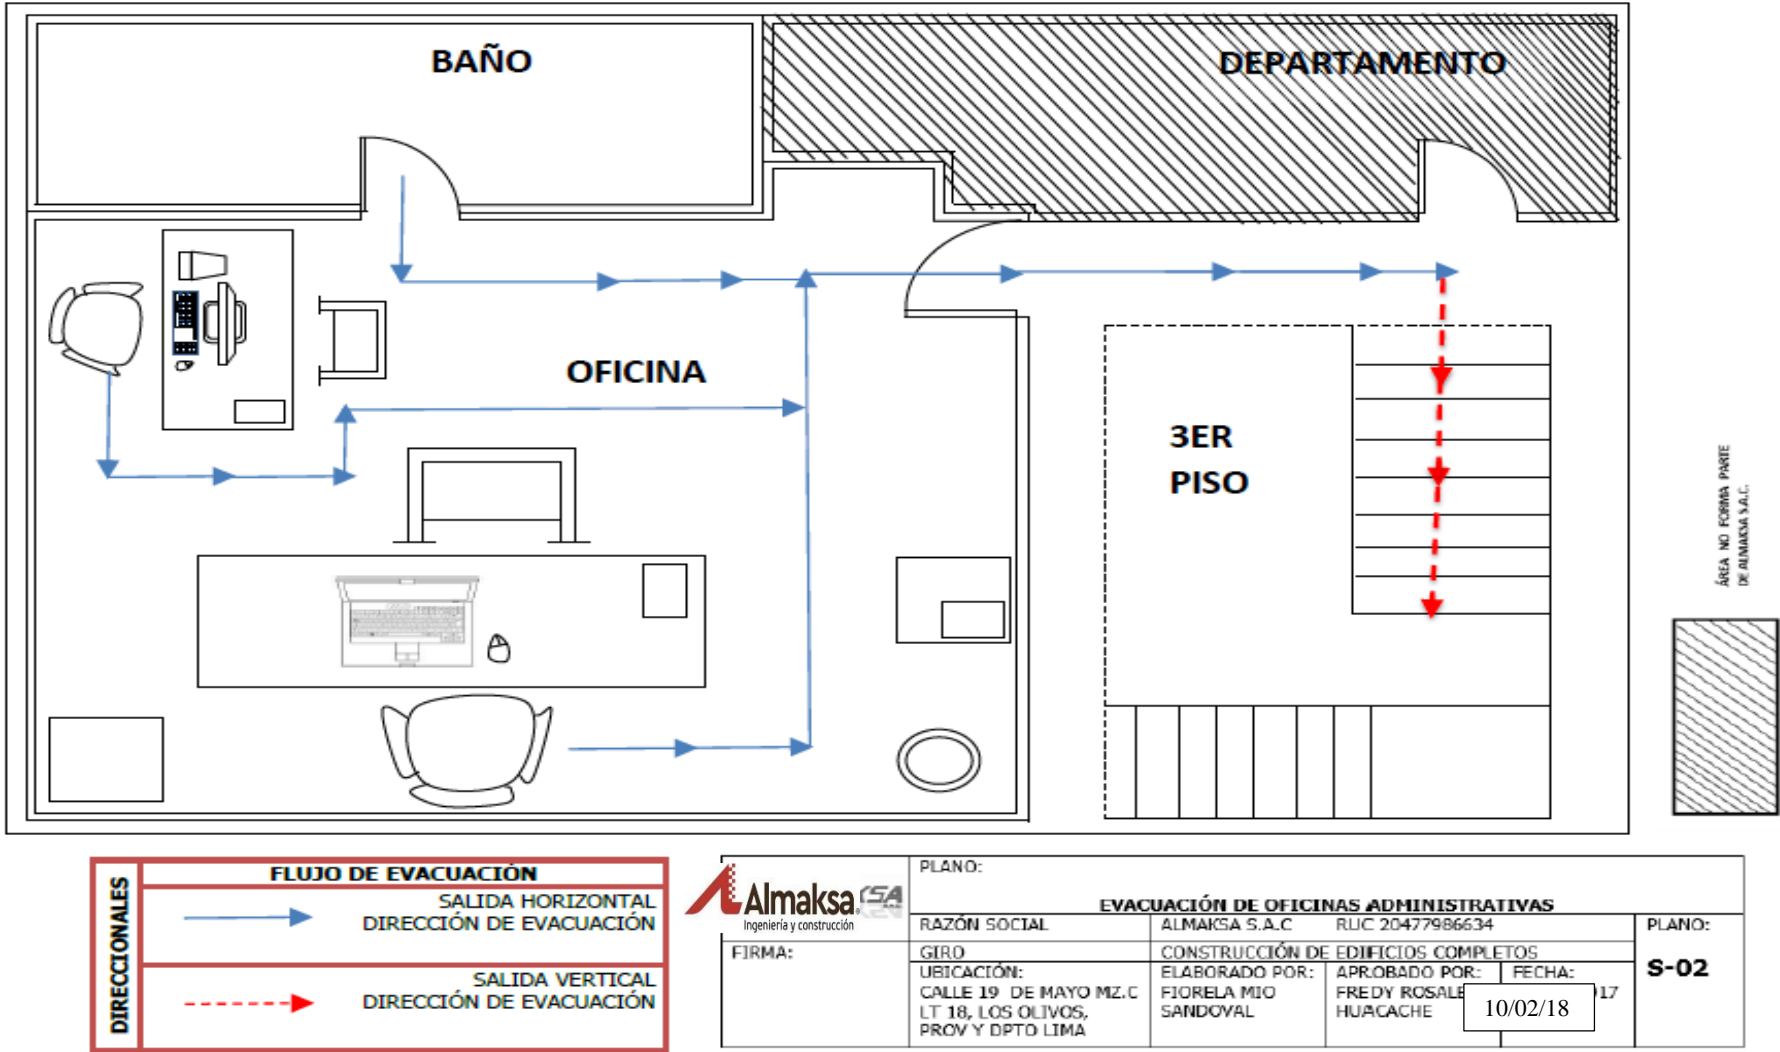 BAÑO
DEPARTAMENTO
OFICINA
3ER
PISO
ÁREA NO FORMA PARTE
DE ALMAKSA S.A.C.
DIRECCIONALES
FLUJO DE EVACUACIÓN
SALIDA HORIZONTAL
DIRECCIÓN DE EVACUACIÓN
SALIDA VERTICAL
DIRECCIÓN DE EVACUACIÓN
Almaksa
Ingeniería y construcción
FIRMA:
PLANO:
EVACUACIÓN DE OFICINAS ADMINISTRATIVAS
RAZÓN SOCIAL
ALMAKSA S.A.C RUC 20477986634
GIRO
CONSTRUCCIÓN DE EDIFICIOS COMPLETOS
UBICACIÓN:
CALLE 19 DE MAYO MZ.C
LT 18, LOS OLIVOS,
PROV Y DPTO LIMA
ELABORADO POR:
FIORELA MIO
SANDOVAL
APROBADO POR:
FREDY ROSALE
HUACACHE
FECHA:
17
10/02/18
PLANO:
S-02